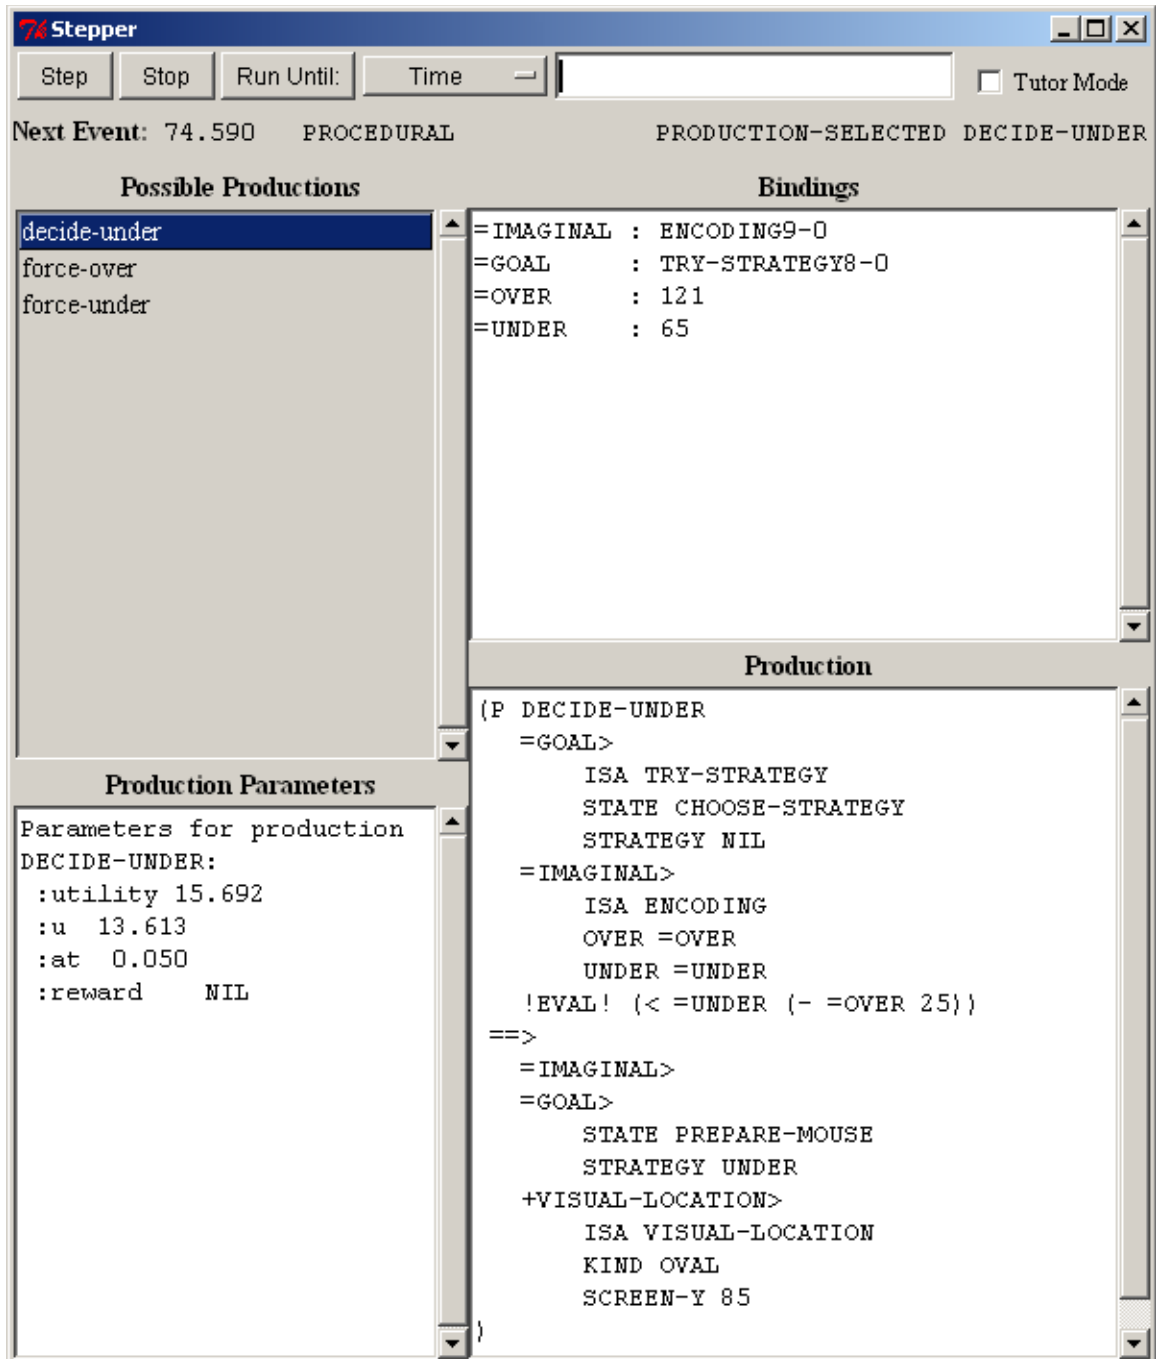 Stepper
Step Stop Run Until: Time Tutor Mode
Next Event: 74.590 PROCEDURAL PRODUCTION-SELECTED DECIDE-UNDER
Possible Productions
decide-under
force-over
force-under
Bindings
=IMAGINAL : ENCODING9-0
=GOAL : TRY-STRATEGY8-0
=OVER : 121
=UNDER : 65
Production Parameters
Parameters for production
DECIDE-UNDER:
:utility 15.692
:u 13.613
:at 0.050
:reward NIL
Production
(P DECIDE-UNDER
=GOAL>
ISA TRY-STRATEGY
STATE CHOOSE-STRATEGY
STRATEGY NIL
=IMAGINAL>
ISA ENCODING
OVER =OVER
UNDER =UNDER
!EVAL! (< =UNDER (- =OVER 25))
==>
=IMAGINAL>
=GOAL>
STATE PREPARE-MOUSE
STRATEGY UNDER
+VISUAL-LOCATION>
ISA VISUAL-LOCATION
KIND OVAL
SCREEN-Y 85
)